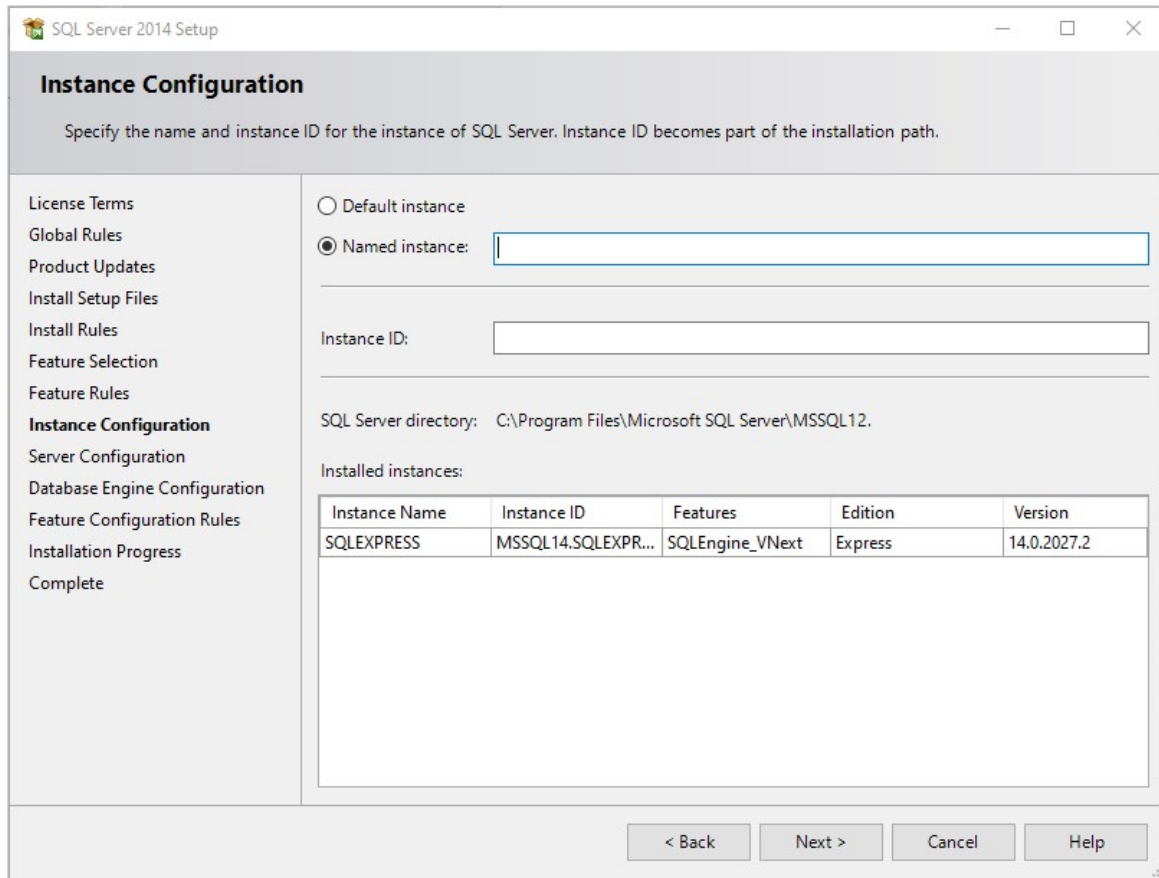 SQL Server 2014 Setup
Instance Configuration
Specify the name and instance ID for the instance of SQL Server. Instance ID becomes part of the installation path.
License Terms
Global Rules
Product Updates
Install Setup Files
Install Rules
Feature Selection
Feature Rules
Instance Configuration
Server Configuration
Database Engine Configuration
Feature Configuration Rules
Installation Progress
Complete
Default instance
Named instance:
Instance ID:
SQL Server directory: C:\Program Files\Microsoft SQL Server\MSSQL12.
Installed instances:
Instance Name Instance ID Features Edition Version
SQLEXPRESS MSSQL14.SQLEXPR... SQLEngine_VNext Express 14.0.2027.2
< Back Next > Cancel Help